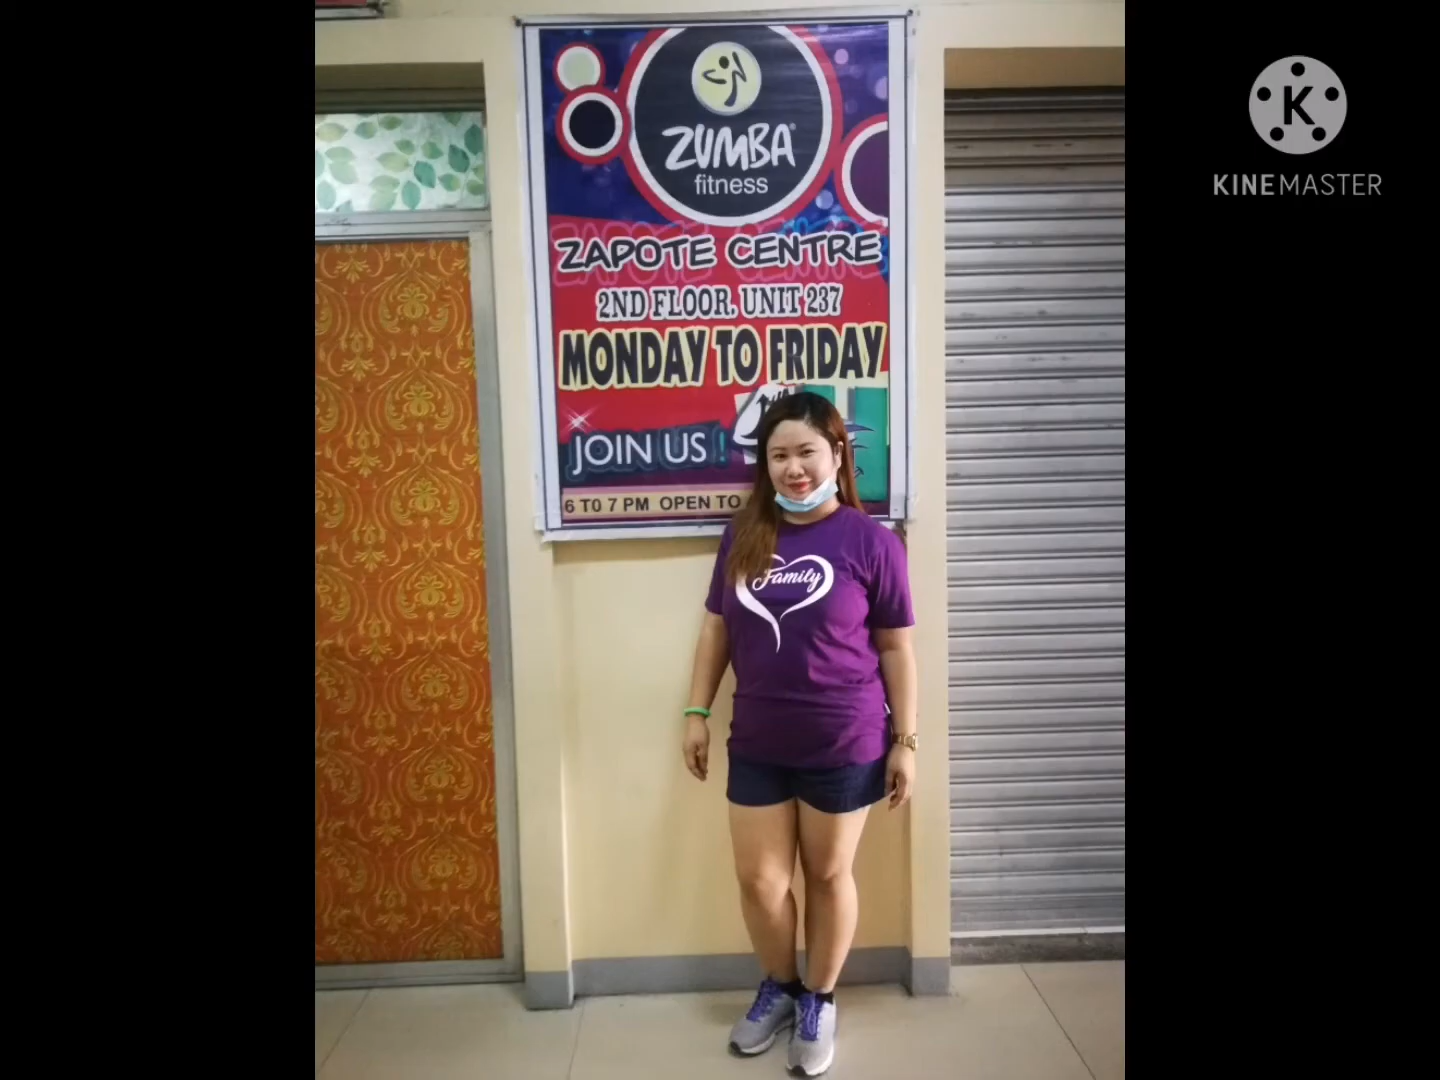 ZUMBA®
fitness
ZAPOTE CENTRE
2ND FLOOR. UNIT 237
MONDAY TO FRIDAY
JOIN US !
6 TO 7 PM OPEN TO
Family
K
KINEMASTER